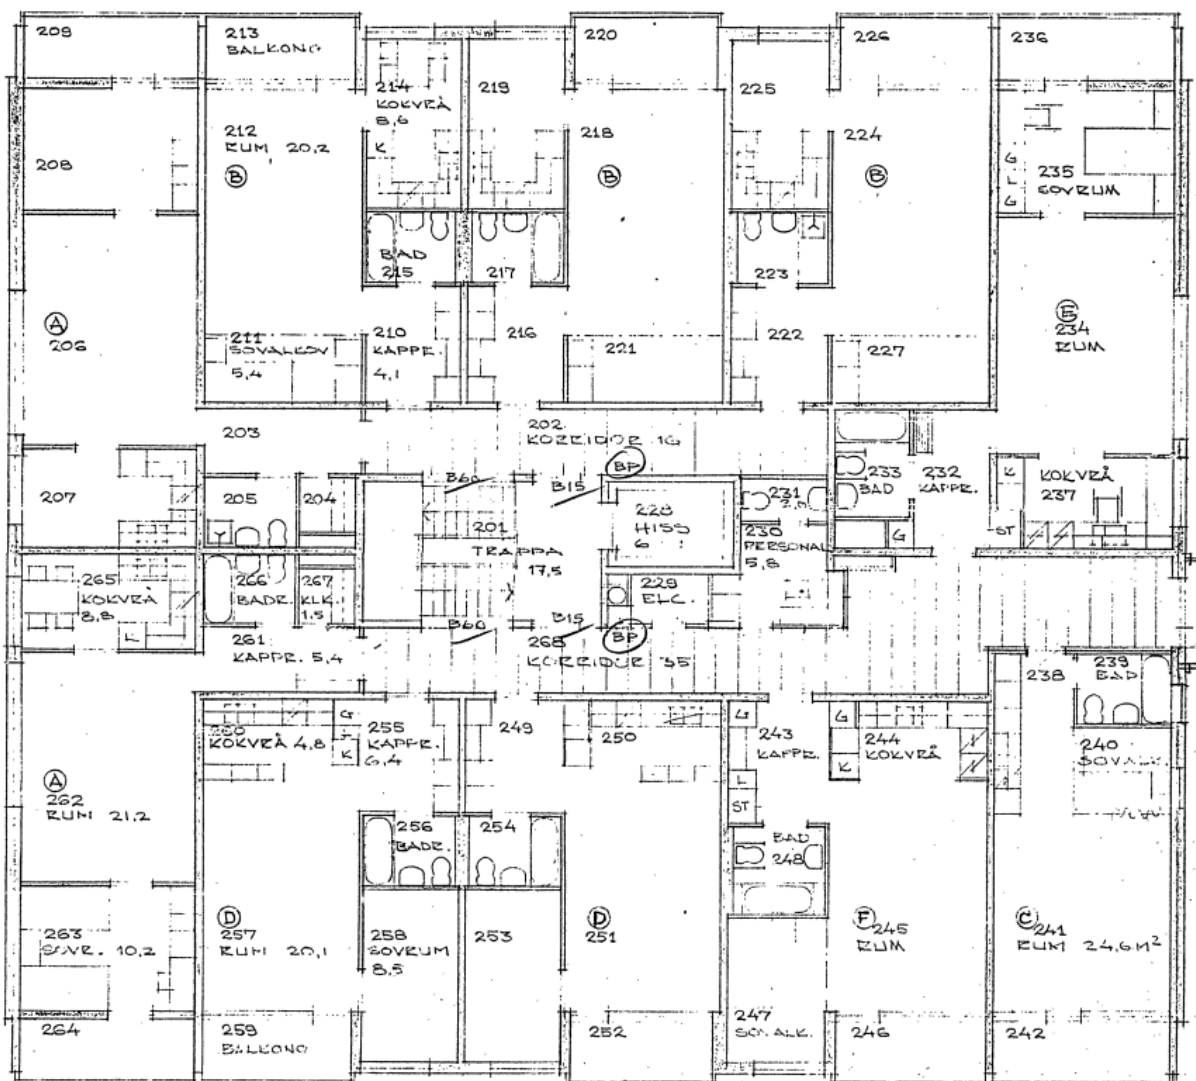 209
213
BALKONG
220
226
236
214
KOKVRÅ
8,6
K
219
225
212
RUM 20,2
B
218
B
224
B
208
G
L
G
235
SOVRUM
BAD
215
217
223
A
206
E
234
RUM
211
SOVALKOV
5,4
210
KAPPR.
4,1
216
221
222
227
203
202
KORRIDOR 16
BP
207
205
204
B60
B15
201
TRAPPA
17,5
HISS
6
231
2,0
230
PERSONAL
5,8
233
BAD
232
KAPPR.
G
K
ST
KOKVRÅ
237
265
KOKVRÅ
8,8
L
266
BADR.
267
KLK
1,5
229
ELC.
B60
B15
BP
261
KAPPR. 5,4
268
KORRIDOR 35
238
239
BAD
KOKVRÅ 4,8
G
K
255
KAPPR.
6,4
249
250
G
L
ST
243
KAPPR.
G
K
244
KOKVRÅ
240
SOVALK.
A
262
RUM 21,2
256
BADR.
254
BAD
248
263
SOVR. 10,2
D
257
RUM 20,1
258
SOVRUM
8,5
253
D
251
F
245
RUM
C
241
RUM 24,6 M²
264
259
BALKONG
252
247
SOVALK.
246
242